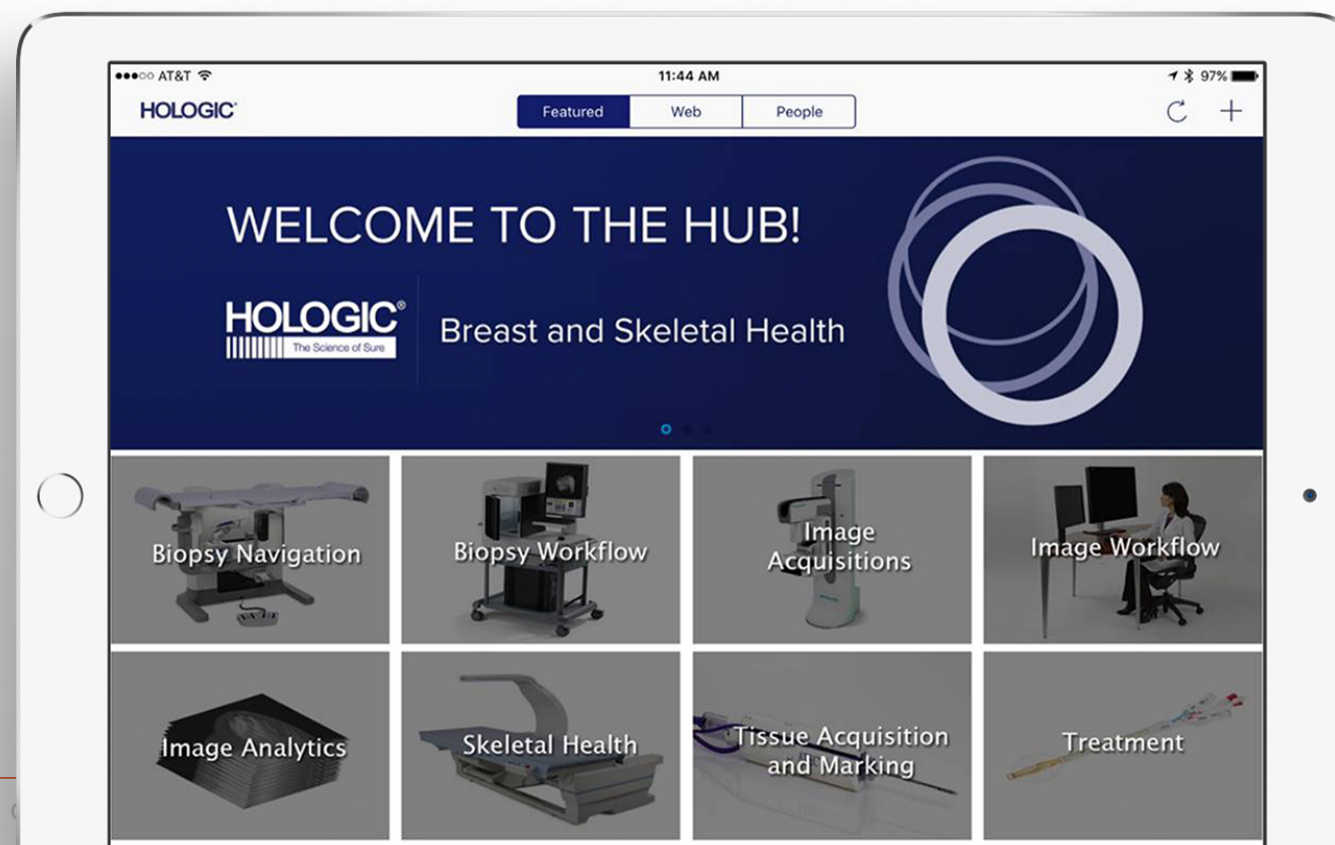 AT&T
11:44 AM
97%
HOLOGIC®
Featured
Web
People
WELCOME TO THE HUB!
HOLOGIC®
The Science of Sure
Breast and Skeletal Health
Biopsy Navigation
Biopsy Workflow
Image
Acquisitions
Image Workflow
Image Analytics
Skeletal Health
Tissue Acquisition
and Marking
Treatment